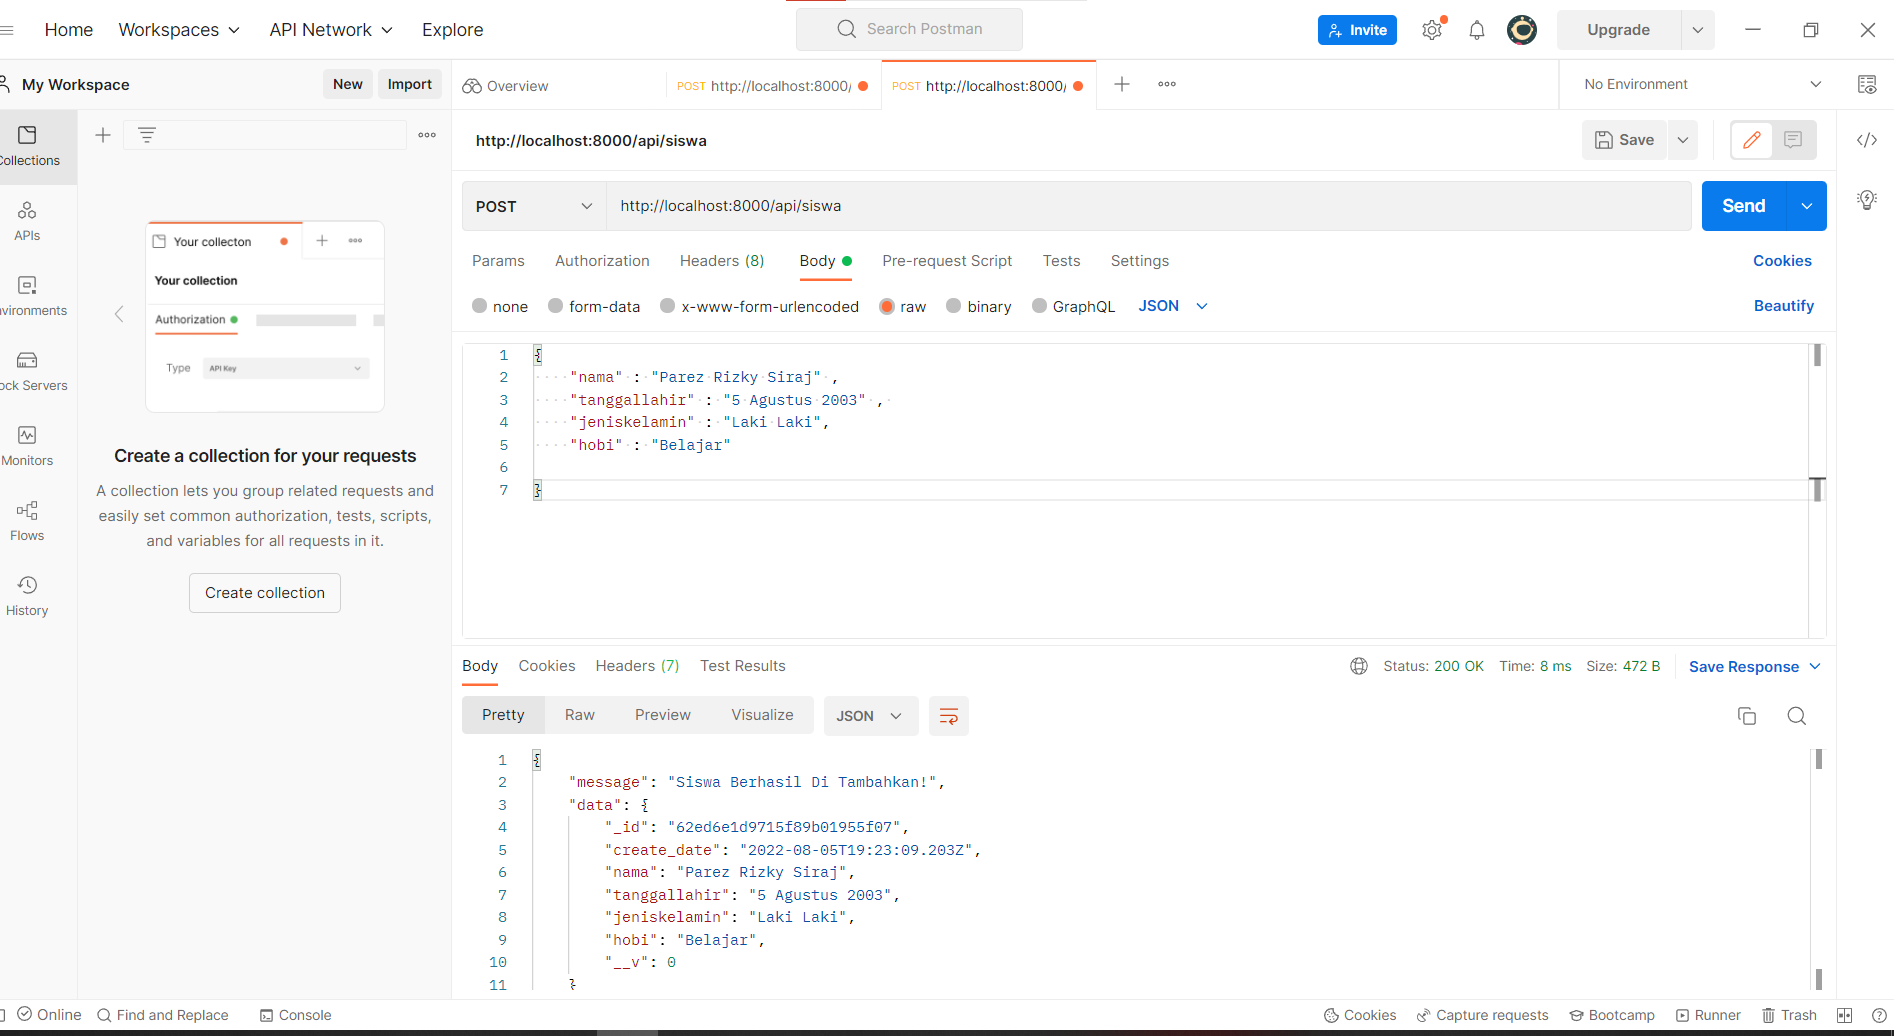 Home Workspaces API Network Explore Search Postman Invite Upgrade
My Workspace New Import Overview POST http://localhost:8000/ POST http://localhost:8000/ No Environment
http://localhost:8000/api/siswa Save
Collections
APIs
POST http://localhost:8000/api/siswa Send
Params Authorization Headers (8) Body Pre-request Script Tests Settings Cookies
none form-data x-www-form-urlencoded raw binary GraphQL JSON Beautify
vironments
ock Servers
Monitors
Flows
History
Your collecton
Your collection
Authorization
Type API Key
Create a collection for your requests
A collection lets you group related requests and
easily set common authorization, tests, scripts,
and variables for all requests in it.
Create collection
1 {
2 "nama" : "Parez Rizky Siraj" ,
3 "tanggallahir" : "5 Agustus 2003" ,
4 "jeniskelamin" : "Laki Laki",
5 "hobi" : "Belajar"
6
7 }
Body Cookies Headers (7) Test Results Status: 200 OK Time: 8 ms Size: 472 B Save Response
Pretty Raw Preview Visualize JSON
1 {
2 "message": "Siswa Berhasil Di Tambahkan!",
3 "data": {
4 "_id": "62ed6e1d9715f89b01955f07",
5 "create_date": "2022-08-05T19:23:09.203Z",
6 "nama": "Parez Rizky Siraj",
7 "tanggallahir": "5 Agustus 2003",
8 "jeniskelamin": "Laki Laki",
9 "hobi": "Belajar",
10 "__v": 0
11 }
Online Find and Replace Console Cookies Capture requests Bootcamp Runner Trash